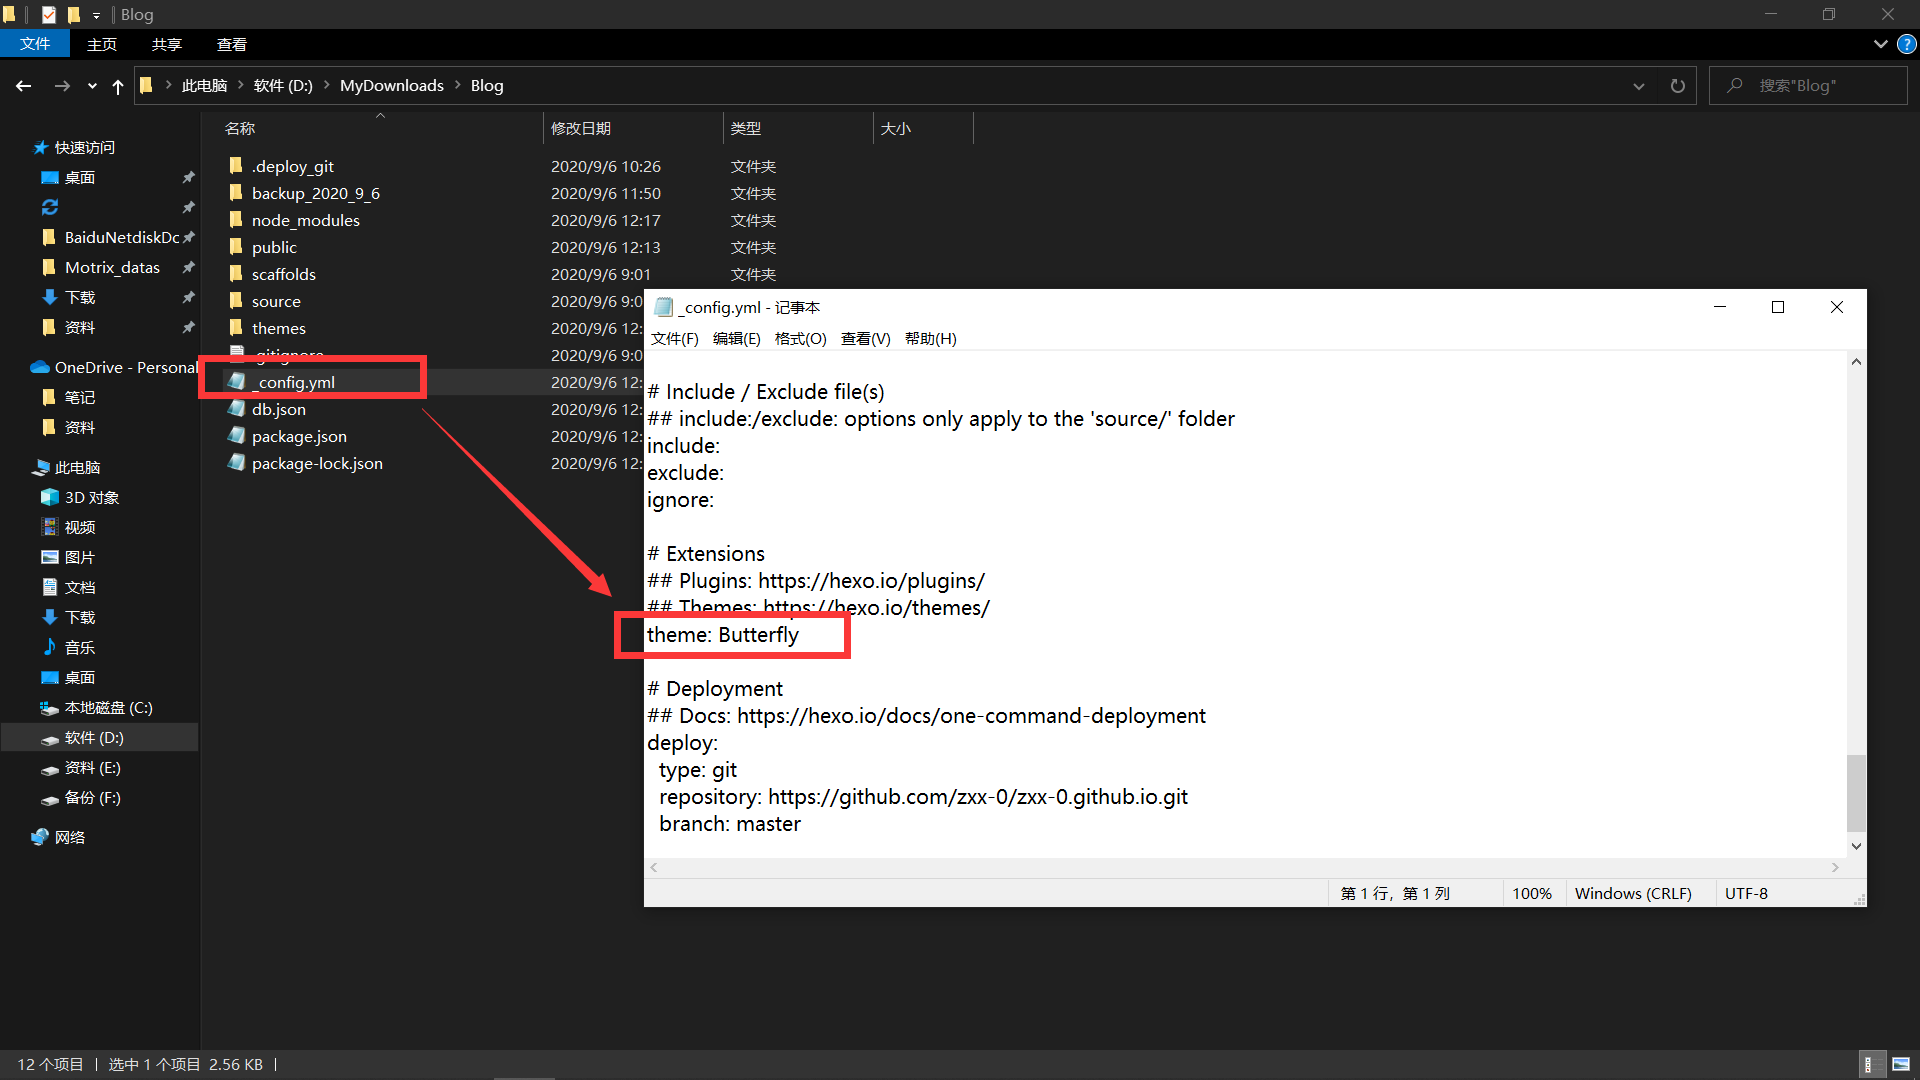 Blog
文件 主页 共享 查看
此电脑 软件 (D:) MyDownloads Blog
搜索"Blog"
名称 修改日期 类型 大小
快速访问
桌面
BaiduNetdiskDc
Motrix_datas
下载
资料
OneDrive - Personal
笔记
资料
此电脑
3D 对象
视频
图片
文档
下载
音乐
桌面
本地磁盘 (C:)
软件 (D:)
资料 (E:)
备份 (F:)
网络
.deploy_git 2020/9/6 10:26 文件夹
backup_2020_9_6 2020/9/6 11:50 文件夹
node_modules 2020/9/6 12:17 文件夹
public 2020/9/6 12:13 文件夹
scaffolds 2020/9/6 9:01 文件夹
source 2020/9/6 9:0
themes 2020/9/6 12:
.gitignore 2020/9/6 9:0
_config.yml 2020/9/6 12:
db.json 2020/9/6 12:
package.json 2020/9/6 12:
package-lock.json 2020/9/6 12:
_config.yml - 记事本
文件(F) 编辑(E) 格式(O) 查看(V) 帮助(H)
# Include / Exclude file(s)
## include:/exclude: options only apply to the 'source/' folder
include:
exclude:
ignore:
# Extensions
## Plugins: https://hexo.io/plugins/
## Themes: https://hexo.io/themes/
theme: Butterfly
# Deployment
## Docs: https://hexo.io/docs/one-command-deployment
deploy:
type: git
repository: https://github.com/zxx-0/zxx-0.github.io.git
branch: master
第 1 行，第 1 列 100% Windows (CRLF) UTF-8
12 个项目 选中 1 个项目 2.56 KB